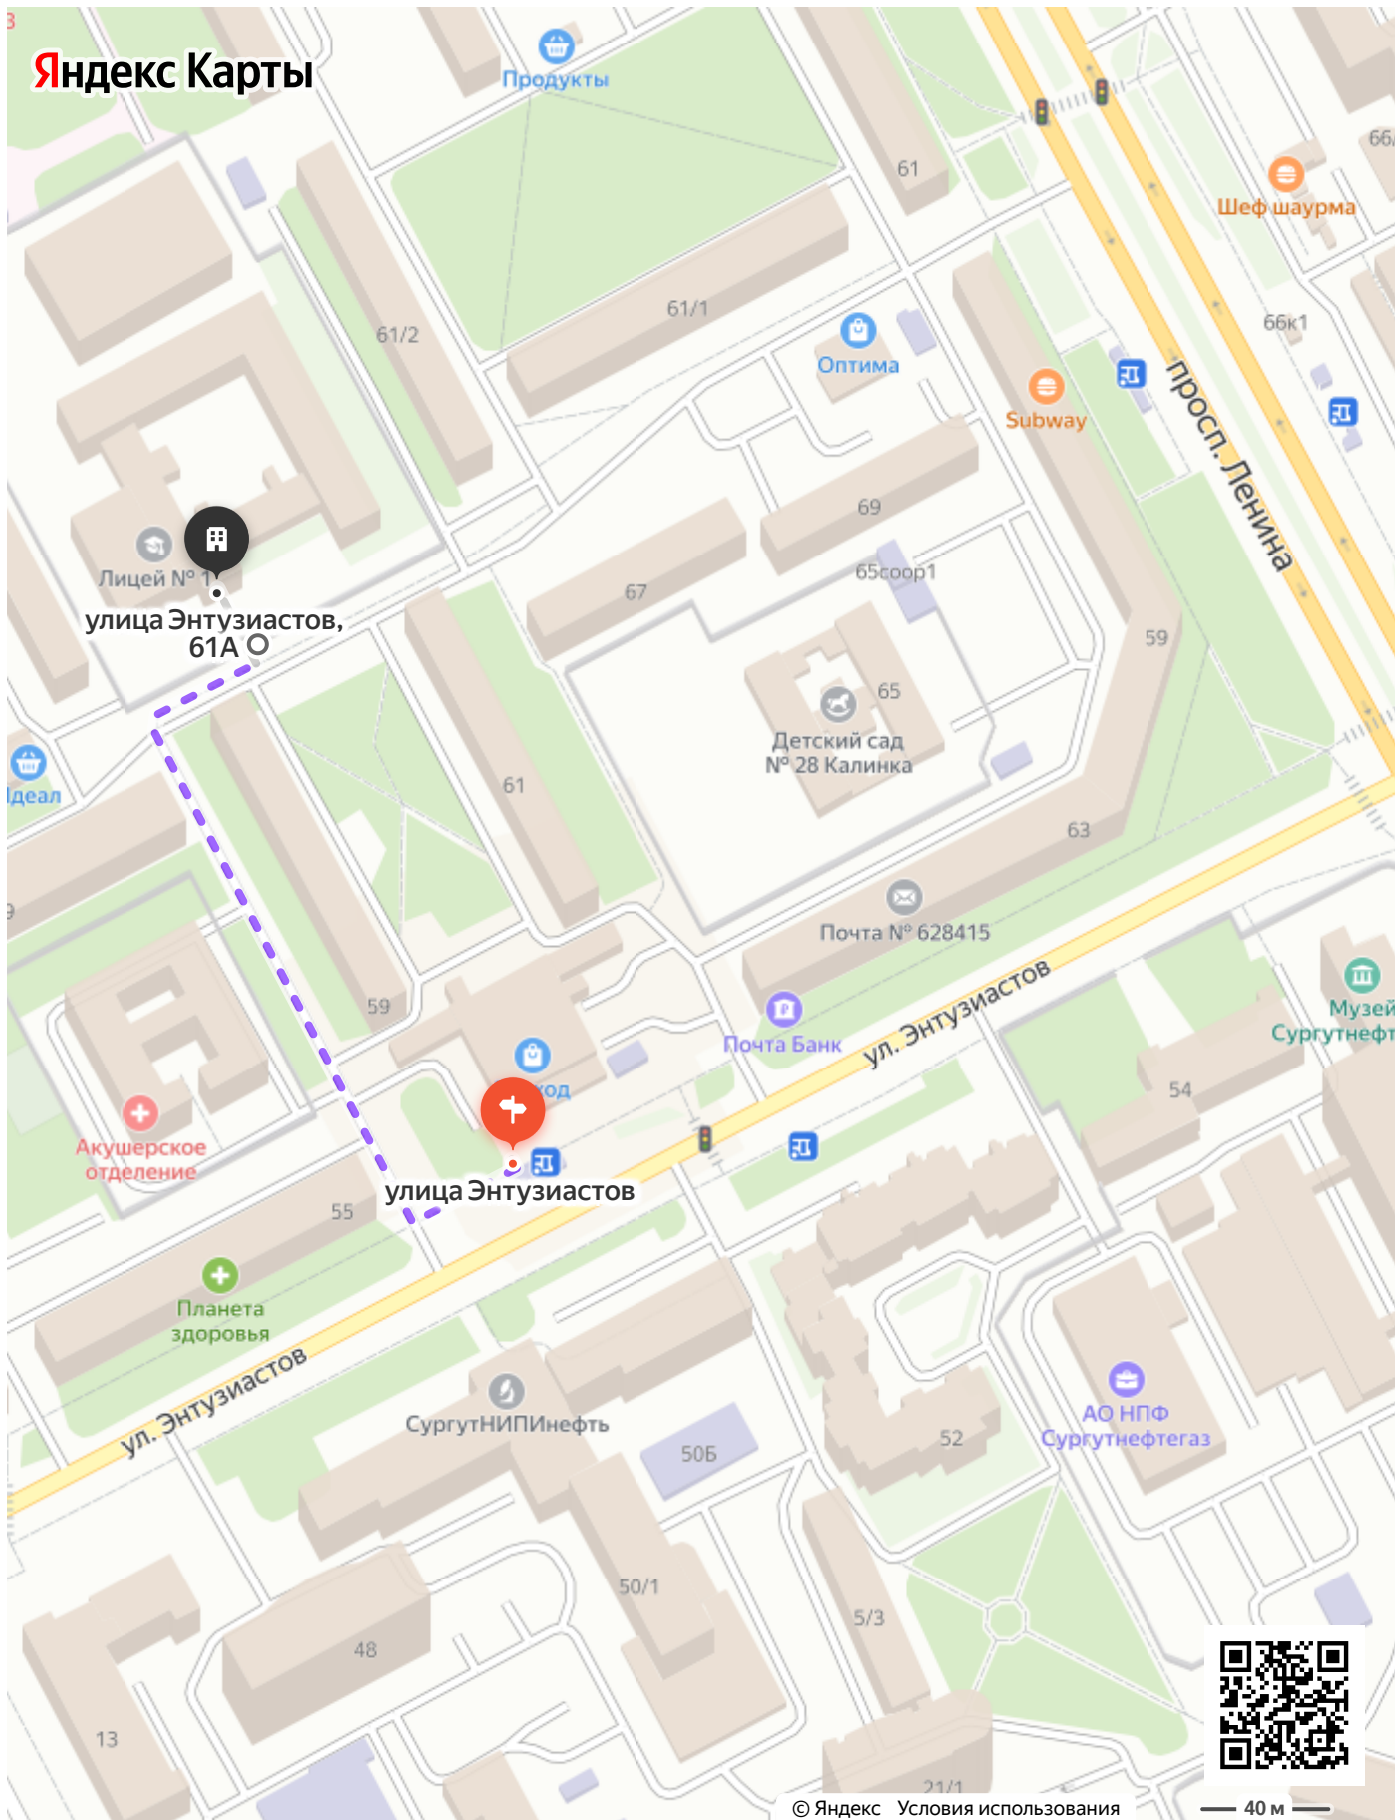 Яндекс Карты
Продукты
66
61
Шеф шаурма
61/1
61/2
66к1
Оптима
Subway
просп. Ленина
69
Лицей № 1
65сооp1
67
улица Энтузиастов,
61А
59
65
Детский сад
№ 28 Калинка
Идеал
61
63
Почта № 628415
59
ул. Энтузиастов
Музей
Сургутнефт
Почта Банк
54
Акушерское
отделение
улица Энтузиастов
55
Планета
здоровья
ул. Энтузиастов
СургутНИПИнефть
АО НПФ
Сургутнефтегаз
52
50Б
50/1
5/3
48
13
21/1
© Яндекс Условия использования
40 м